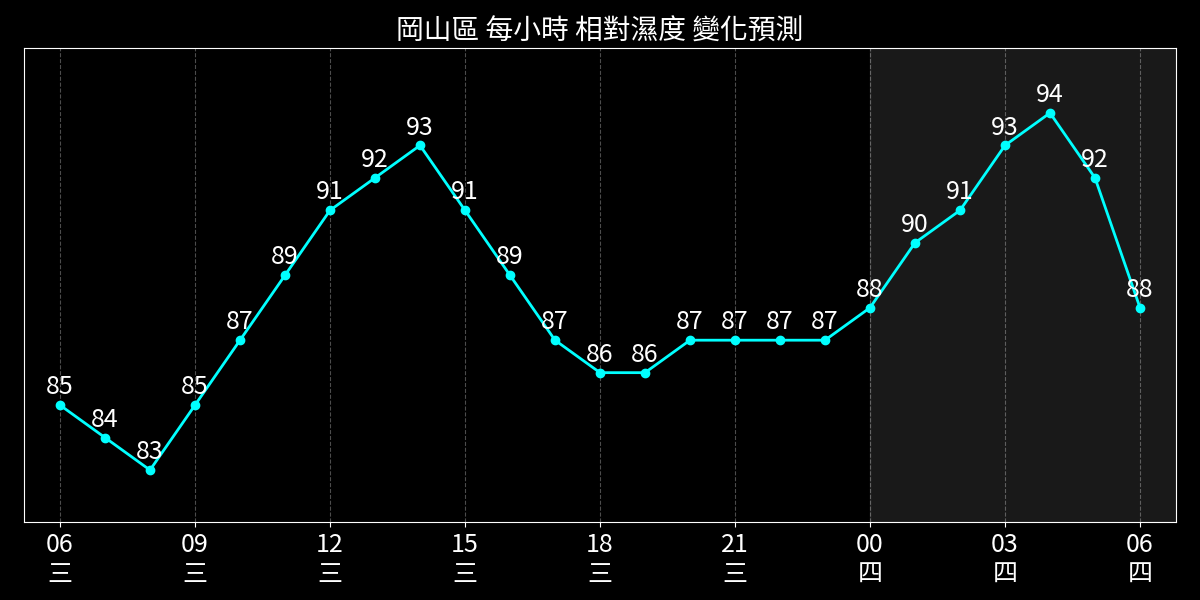 岡山區 每小時 相對濕度 變化預測
85 84 83 85 87 89 91 92 93 91 89 87 86 86 87 87 87 87 88 90 91 93 94 92 88
06 09 12 15 18 21 00 03 06
三 三 三 三 三 三 四 四 四